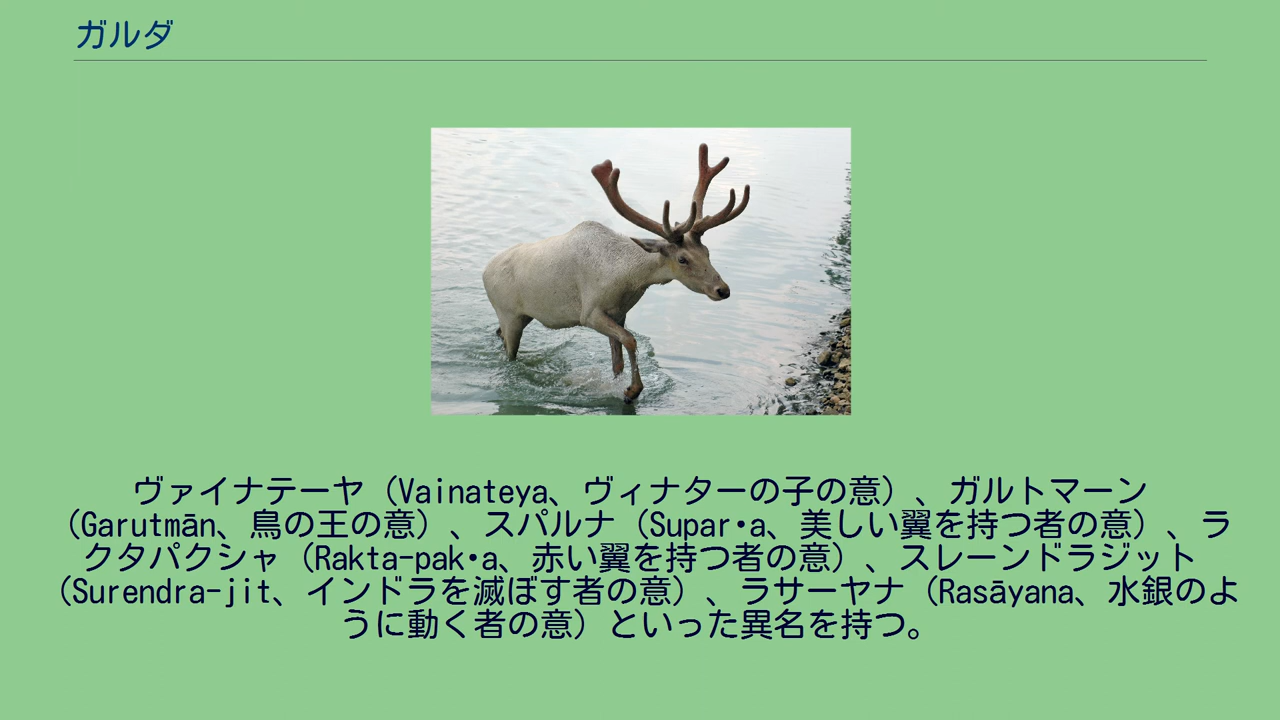 ガルダ
ヴァイナテーヤ（Vainateya、ヴィナターの子の意）、ガルトマーン
（Garutmān、鳥の王の意）、スパルナ（Supar•a、美しい翼を持つ者の意）、ラ
クタパクシャ（Rakta-pak•a、赤い翼を持つ者の意）、スレーンドラジット
（Surendra-jit、インドラを滅ぼす者の意）、ラサーヤナ（Rasāyana、水銀のよ
うに動く者の意）といった異名を持つ。